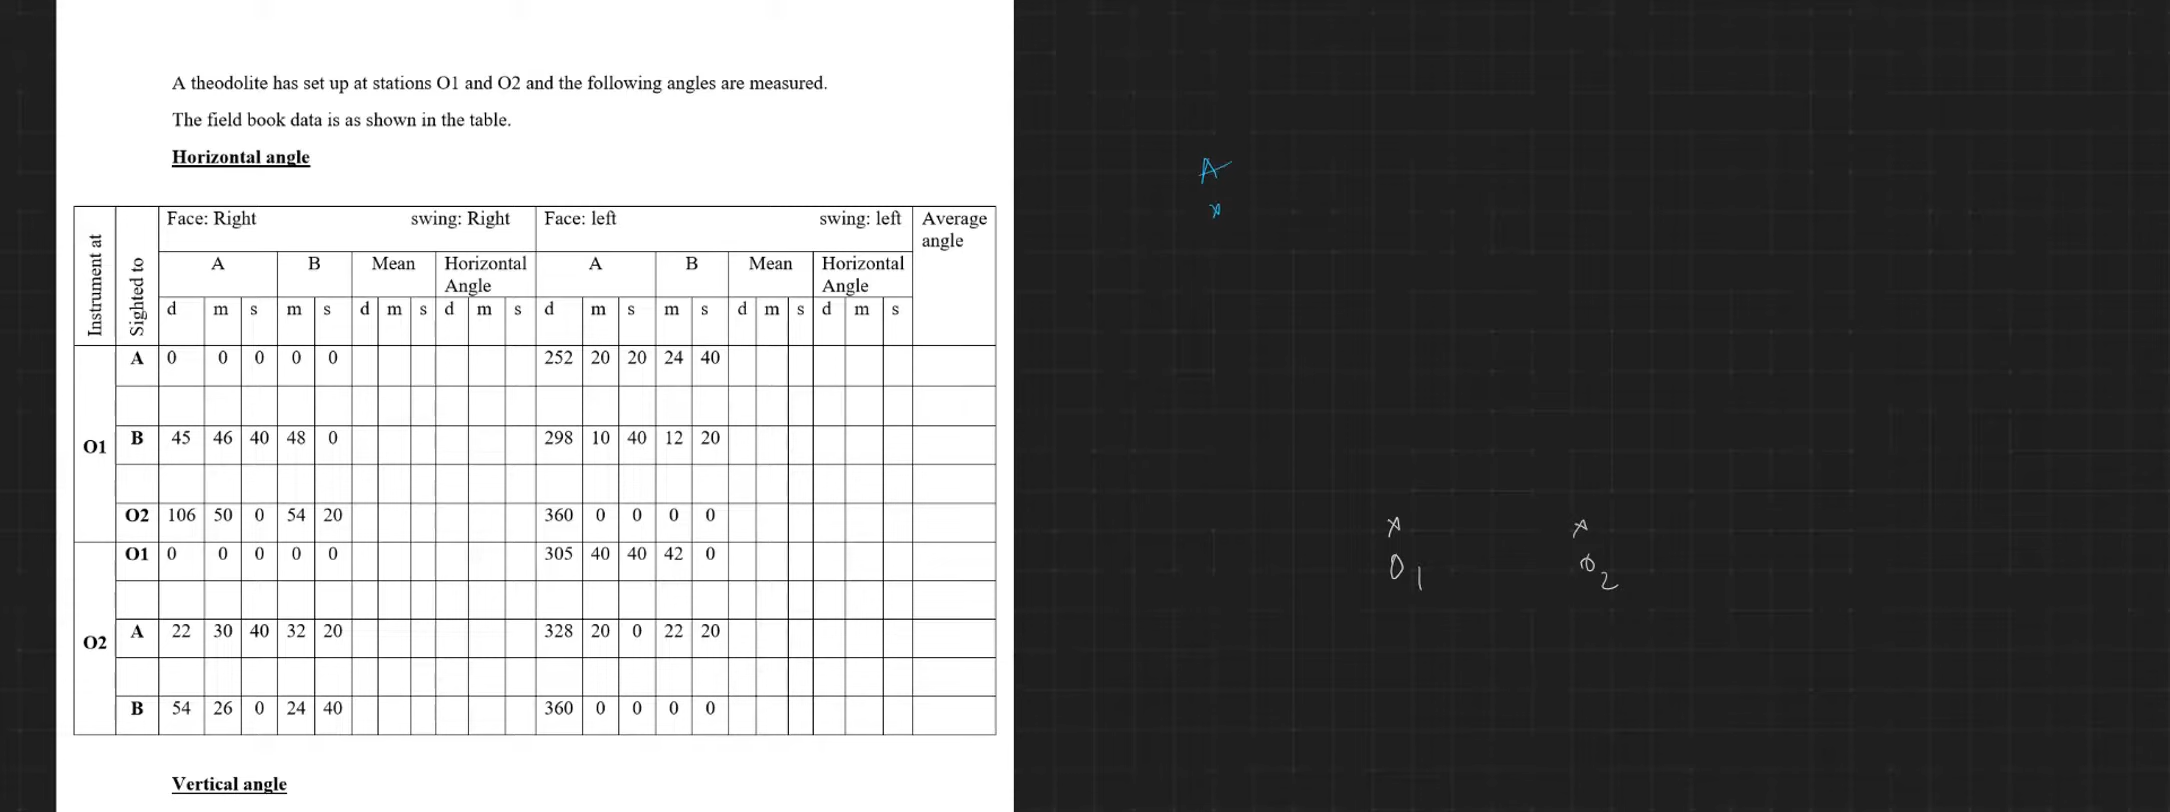 A theodolite has set up at stations O1 and O2 and the following angles are measured.
The field book data is as shown in the table.
Horizontal angle
Instrument at Sighted to Face: Right swing: Right Face: left swing: left Average angle
A B Mean Horizontal Angle A B Mean Horizontal Angle
d m s m s d m s d m s d m s m s d m s d m s
O1
A 0 0 0 0 0 252 20 20 24 40
B 45 46 40 48 0 298 10 40 12 20
O2 106 50 0 54 20 360 0 0 0 0
O2
O1 0 0 0 0 0 305 40 40 42 0
A 22 30 40 32 20 328 20 0 22 20
B 54 26 0 24 40 360 0 0 0 0
Vertical angle
A
x
x x
O1 O2